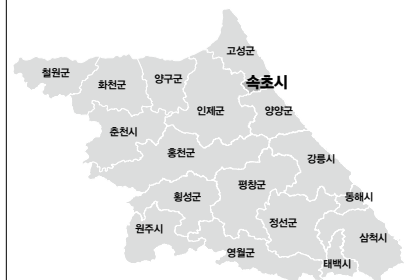 고성군
철원군
화천군
양구군
속초시
인제군
양양군
춘천시
홍천군
강릉시
횡성군
평창군
동해시
원주시
정선군
삼척시
영월군
태백시